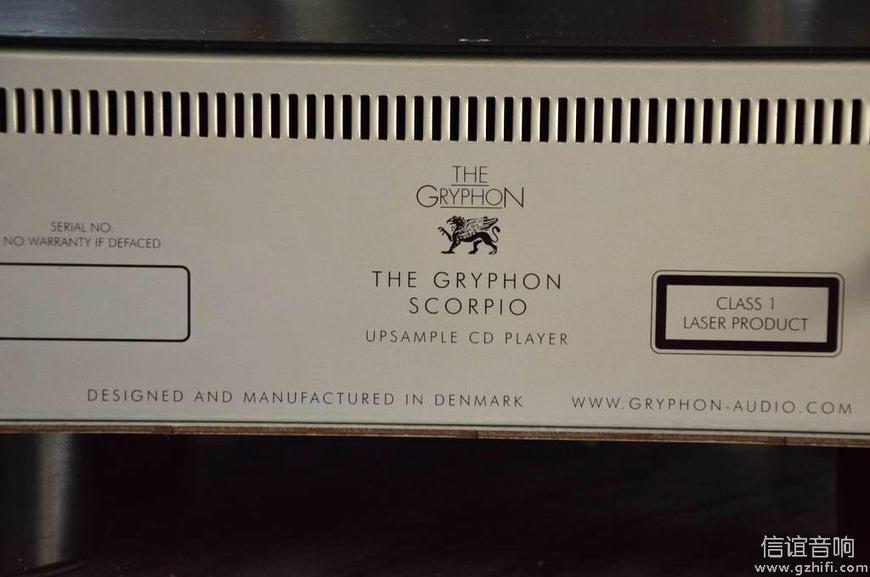 THE
GRYPHON
SERIAL NO.
NO WARRANTY IF DEFACED
THE GRYPHON
SCORPIO
UPSAMPLE CD PLAYER
CLASS 1
LASER PRODUCT
DESIGNED AND MANUFACTURED IN DENMARK
WWW.GRYPHON-AUDIO.COM
信谊音响
www.gzhifi.com